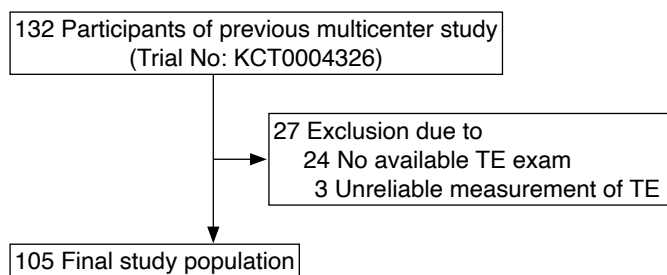 132 Participants of previous multicenter study
(Trial No: KCT0004326)
27 Exclusion due to
24 No available TE exam
3 Unreliable measurement of TE
105 Final study population